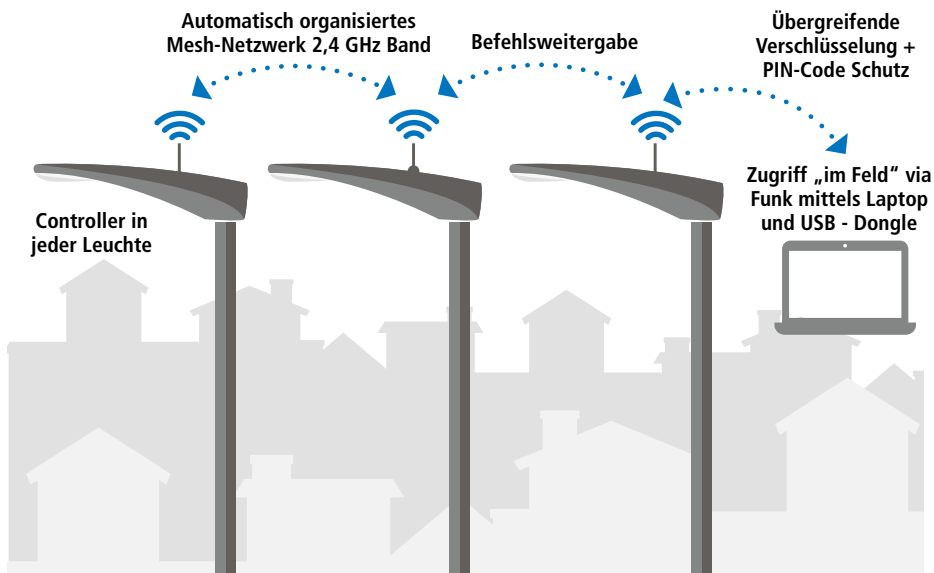 Automatisch organisiertes
Mesh-Netzwerk 2,4 GHz Band
Befehlsweitergabe
Übergreifende
Verschlüsselung +
PIN-Code Schutz
Controller in
jeder Leuchte
Zugriff „im Feld“ via
Funk mittels Laptop
und USB - Dongle